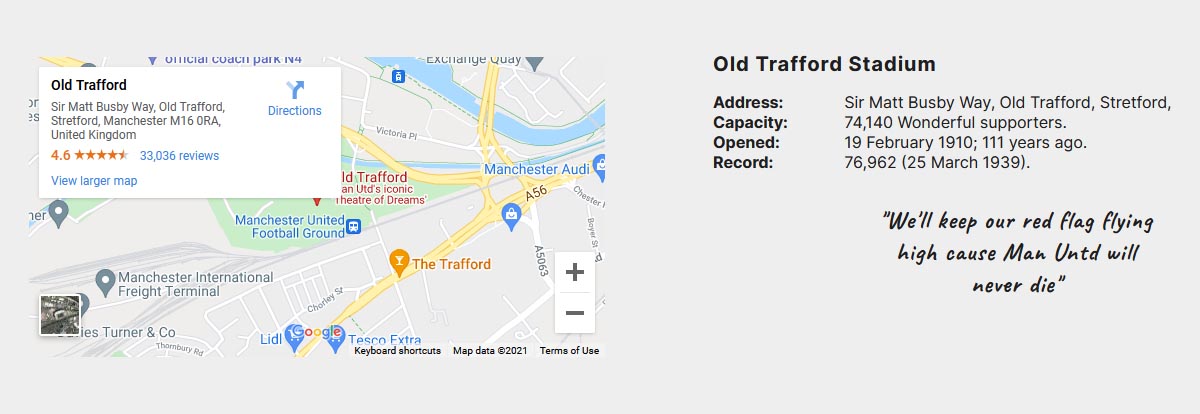 official coach park N4
Exchange Quay
Old Trafford
Sir Matt Busby Way, Old Trafford,
Stretford, Manchester M16 0RA,
United Kingdom
4.6
33,036 reviews
Directions
View larger map
Victoria Pl
ld Trafford
an Utd's iconic
Theatre of Dreams'
Manchester Audi
A56
Chester
Manchester United
Football Ground
Boyer St
A5063
The Trafford
Manchester International
Freight Terminal
Chorley St
ies Turner & Co
Thornbury Rd
Lidl
Google
Tesco Extra
Keyboard shortcuts
Map data ©2021
Terms of Use
Old Trafford Stadium
Address: Sir Matt Busby Way, Old Trafford, Stretford,
Capacity: 74,140 Wonderful supporters.
Opened: 19 February 1910; 111 years ago.
Record: 76,962 (25 March 1939).
"We'll keep our red flag flying
high cause Man Untd will
never die"